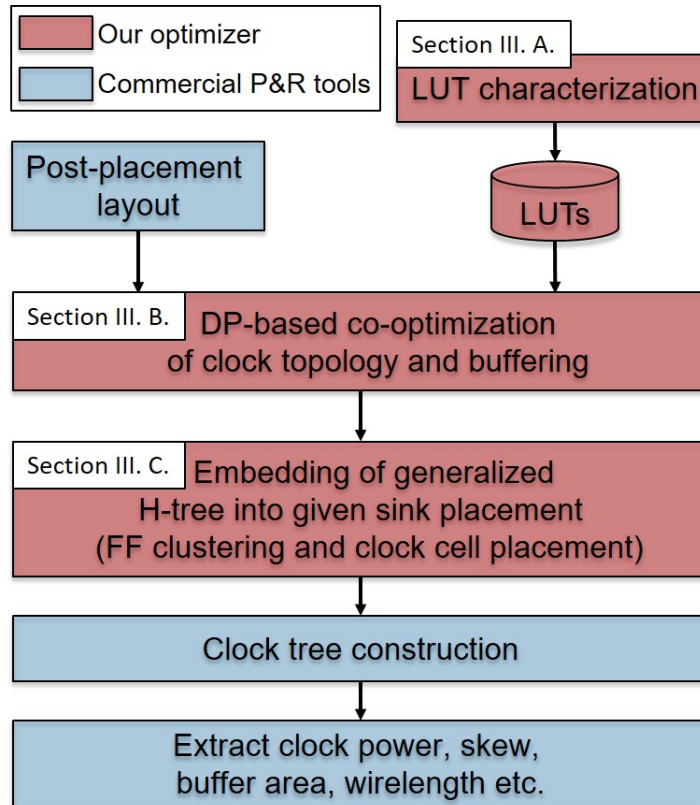 Our optimizer
Commercial P&R tools
Section III. A.
LUT characterization
Post-placement
layout
LUTs
Section III. B.
DP-based co-optimization
of clock topology and buffering
Section III. C.
Embedding of generalized
H-tree into given sink placement
(FF clustering and clock cell placement)
Clock tree construction
Extract clock power, skew,
buffer area, wirelength etc.